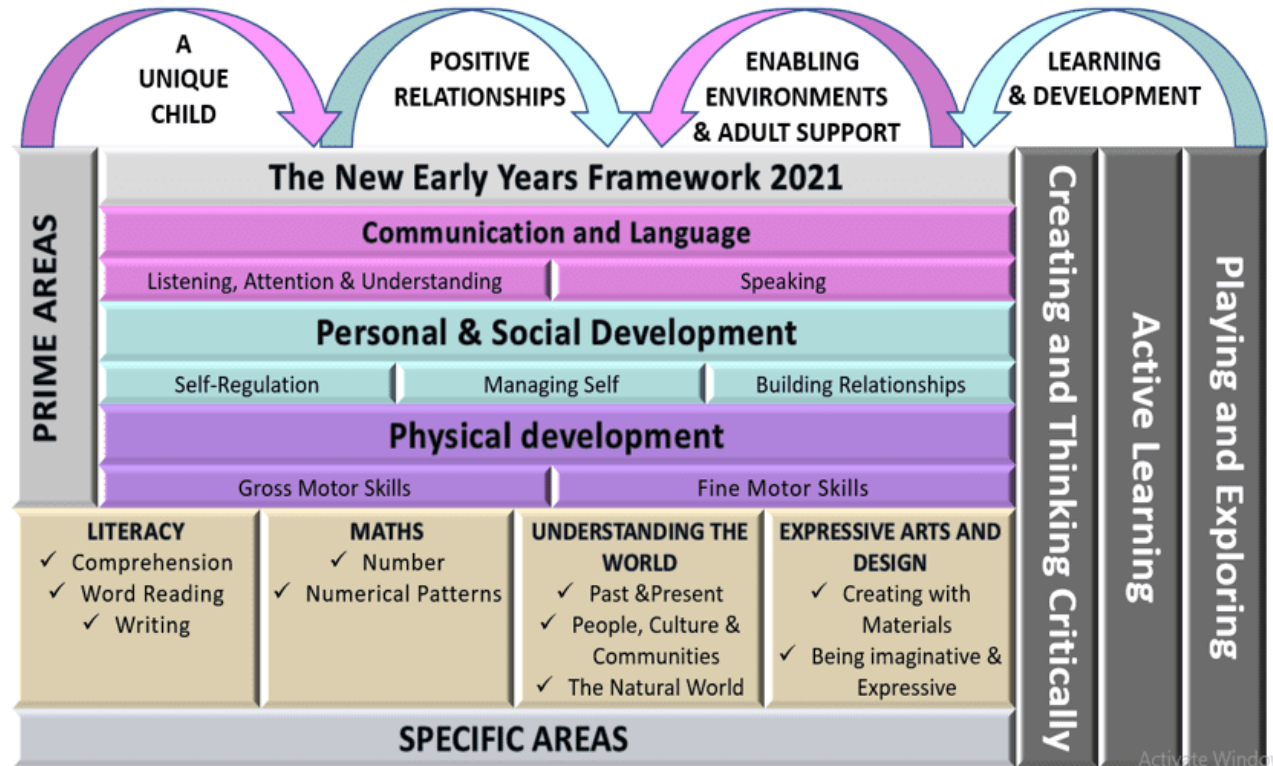 A
UNIQUE
CHILD
POSITIVE
RELATIONSHIPS
ENABLING
ENVIRONMENTS
& ADULT SUPPORT
LEARNING
& DEVELOPMENT
PRIME AREAS
The New Early Years Framework 2021
Communication and Language
Listening, Attention & Understanding
Speaking
Personal & Social Development
Self-Regulation
Managing Self
Building Relationships
Physical development
Gross Motor Skills
Fine Motor Skills
LITERACY
✓ Comprehension
✓ Word Reading
✓ Writing
MATHS
✓ Number
✓ Numerical Patterns
UNDERSTANDING THE
WORLD
✓ Past &Present
✓ People, Culture &
Communities
✓ The Natural World
EXPRESSIVE ARTS AND
DESIGN
✓ Creating with
Materials
✓ Being imaginative &
Expressive
SPECIFIC AREAS
Creating and Thinking Critically
Active Learning
Playing and Exploring
Activate Windo